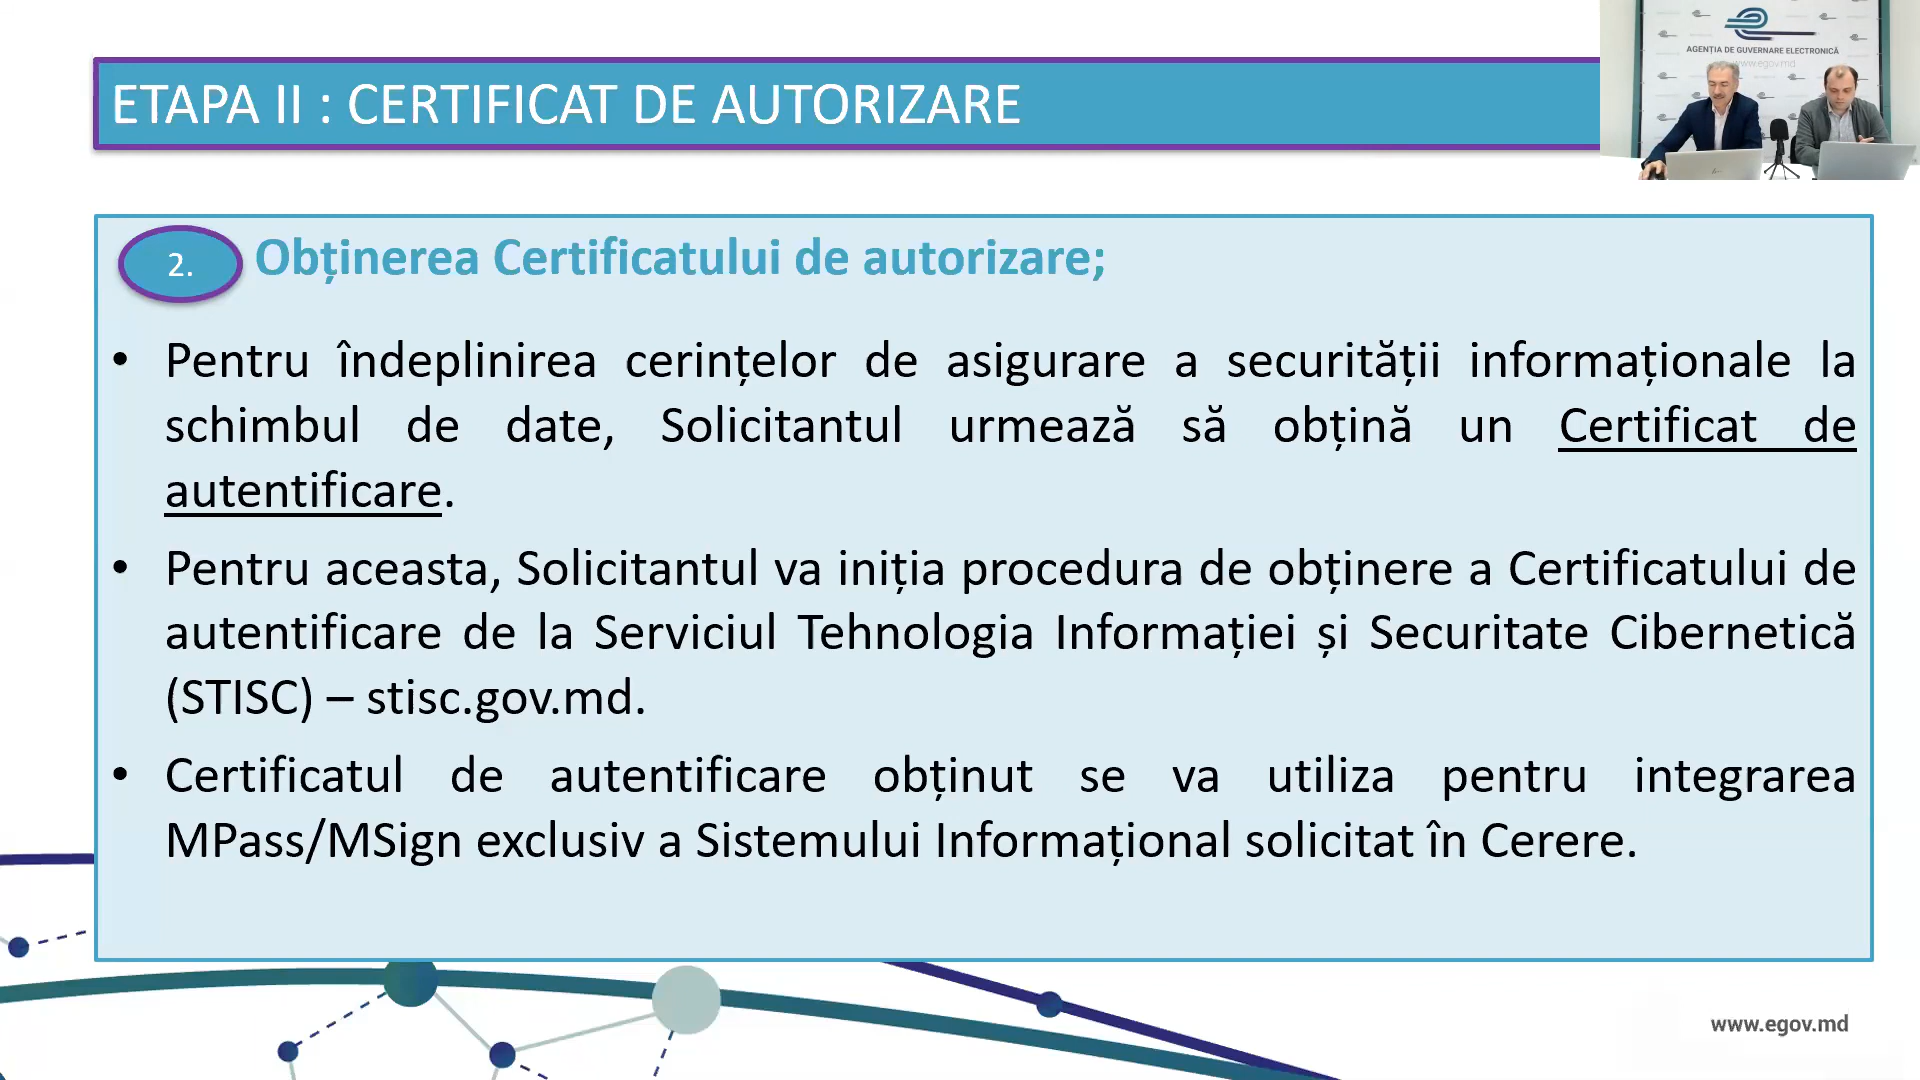 ETAPA II : CERTIFICAT DE AUTORIZARE
AGENȚIA DE GUVERNARE ELECTRONICĂ
www.egov.md
2.
Obținerea Certificatului de autorizare;
• Pentru îndeplinirea cerințelor de asigurare a securității informaționale la
schimbul de date, Solicitantul urmează să obțină un Certificat de
autentificare.
• Pentru aceasta, Solicitantul va iniția procedura de obținere a Certificatului de
autentificare de la Serviciul Tehnologia Informației și Securitate Cibernetică
(STISC) – stisc.gov.md.
• Certificatul de autentificare obținut se va utiliza pentru integrarea
MPass/MSign exclusiv a Sistemului Informațional solicitat în Cerere.
www.egov.md